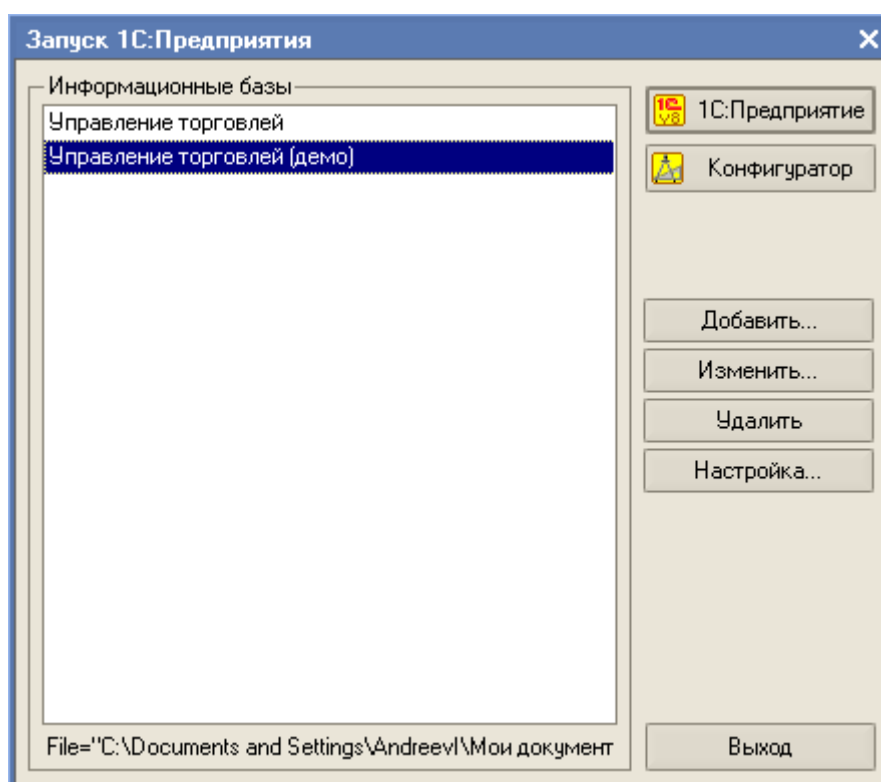 Запуск 1С:Предприятия
Информационные базы
Управление торговлей
Управление торговлей (демо)
1С:Предприятие
Конфигуратор
Добавить...
Изменить...
Удалить
Настройка...
File="C:\Documents and Settings\AndreevI\Мои документ
Выход